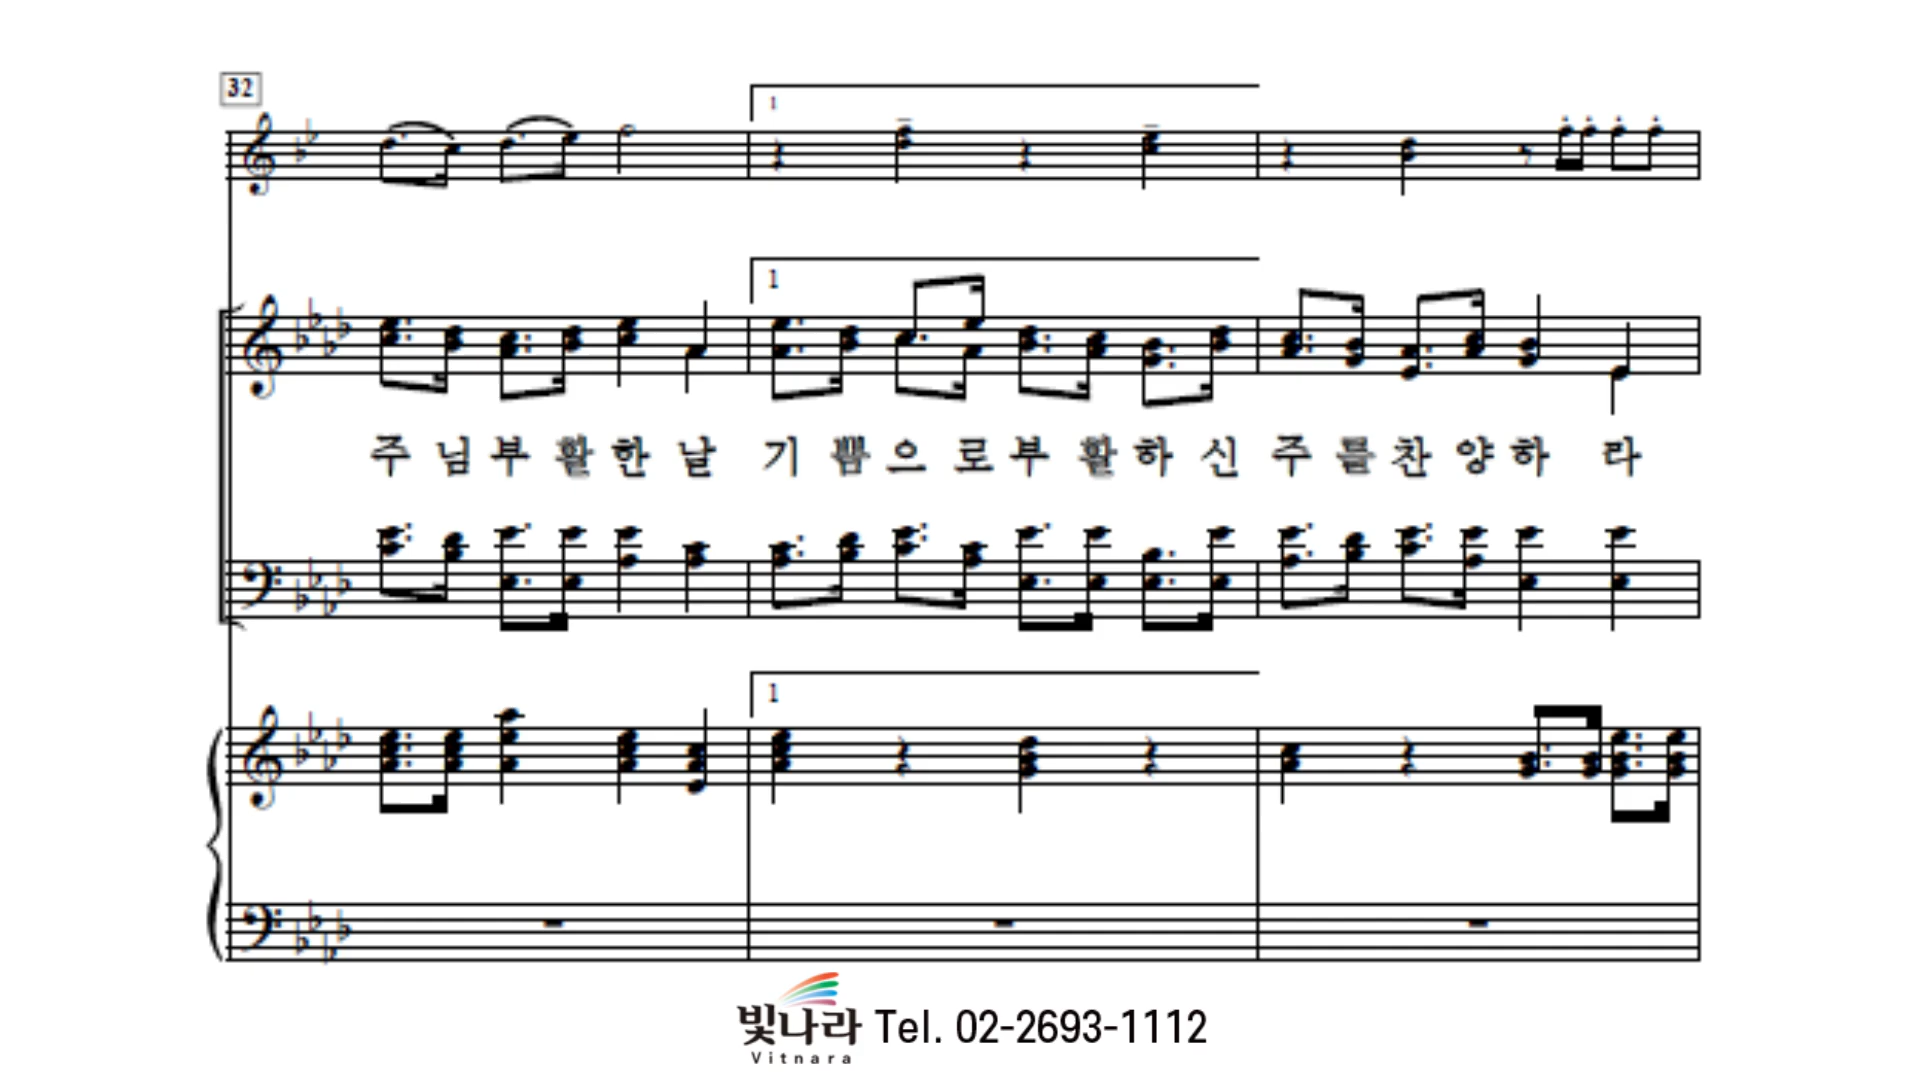 32
1
1
주 님 부 활 한 날 기 쁨 으 로 부 활 하 신 주 를 찬 양 하 라
1
빛나라 Tel. 02-2693-1112
Vitnara